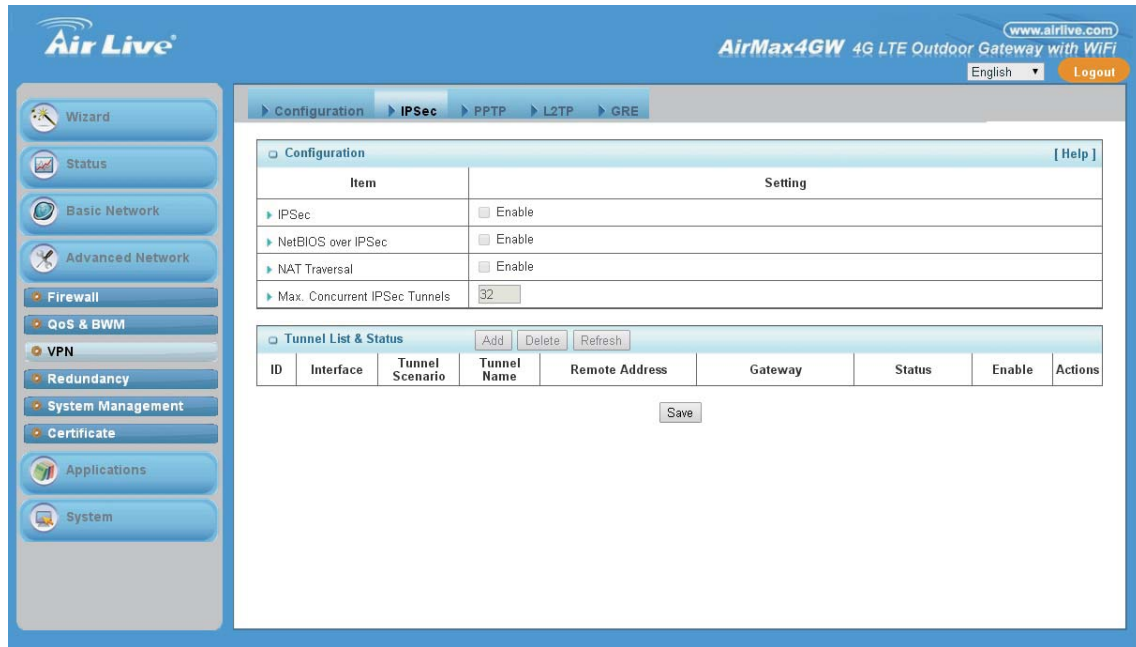 Air Live®
www.airlive.com
AirMax4GW 4G LTE Outdoor Gateway with WiFi
English
Logout
Wizard
Status
Basic Network
Advanced Network
Firewall
QoS & BWM
VPN
Redundancy
System Management
Certificate
Applications
System
Configuration IPSec PPTP L2TP GRE
Configuration [ Help ]
Item Setting
IPSec Enable
NetBIOS over IPSec Enable
NAT Traversal Enable
Max. Concurrent IPSec Tunnels 32
Tunnel List & Status Add Delete Refresh
ID Interface Tunnel Scenario Tunnel Name Remote Address Gateway Status Enable Actions
Save